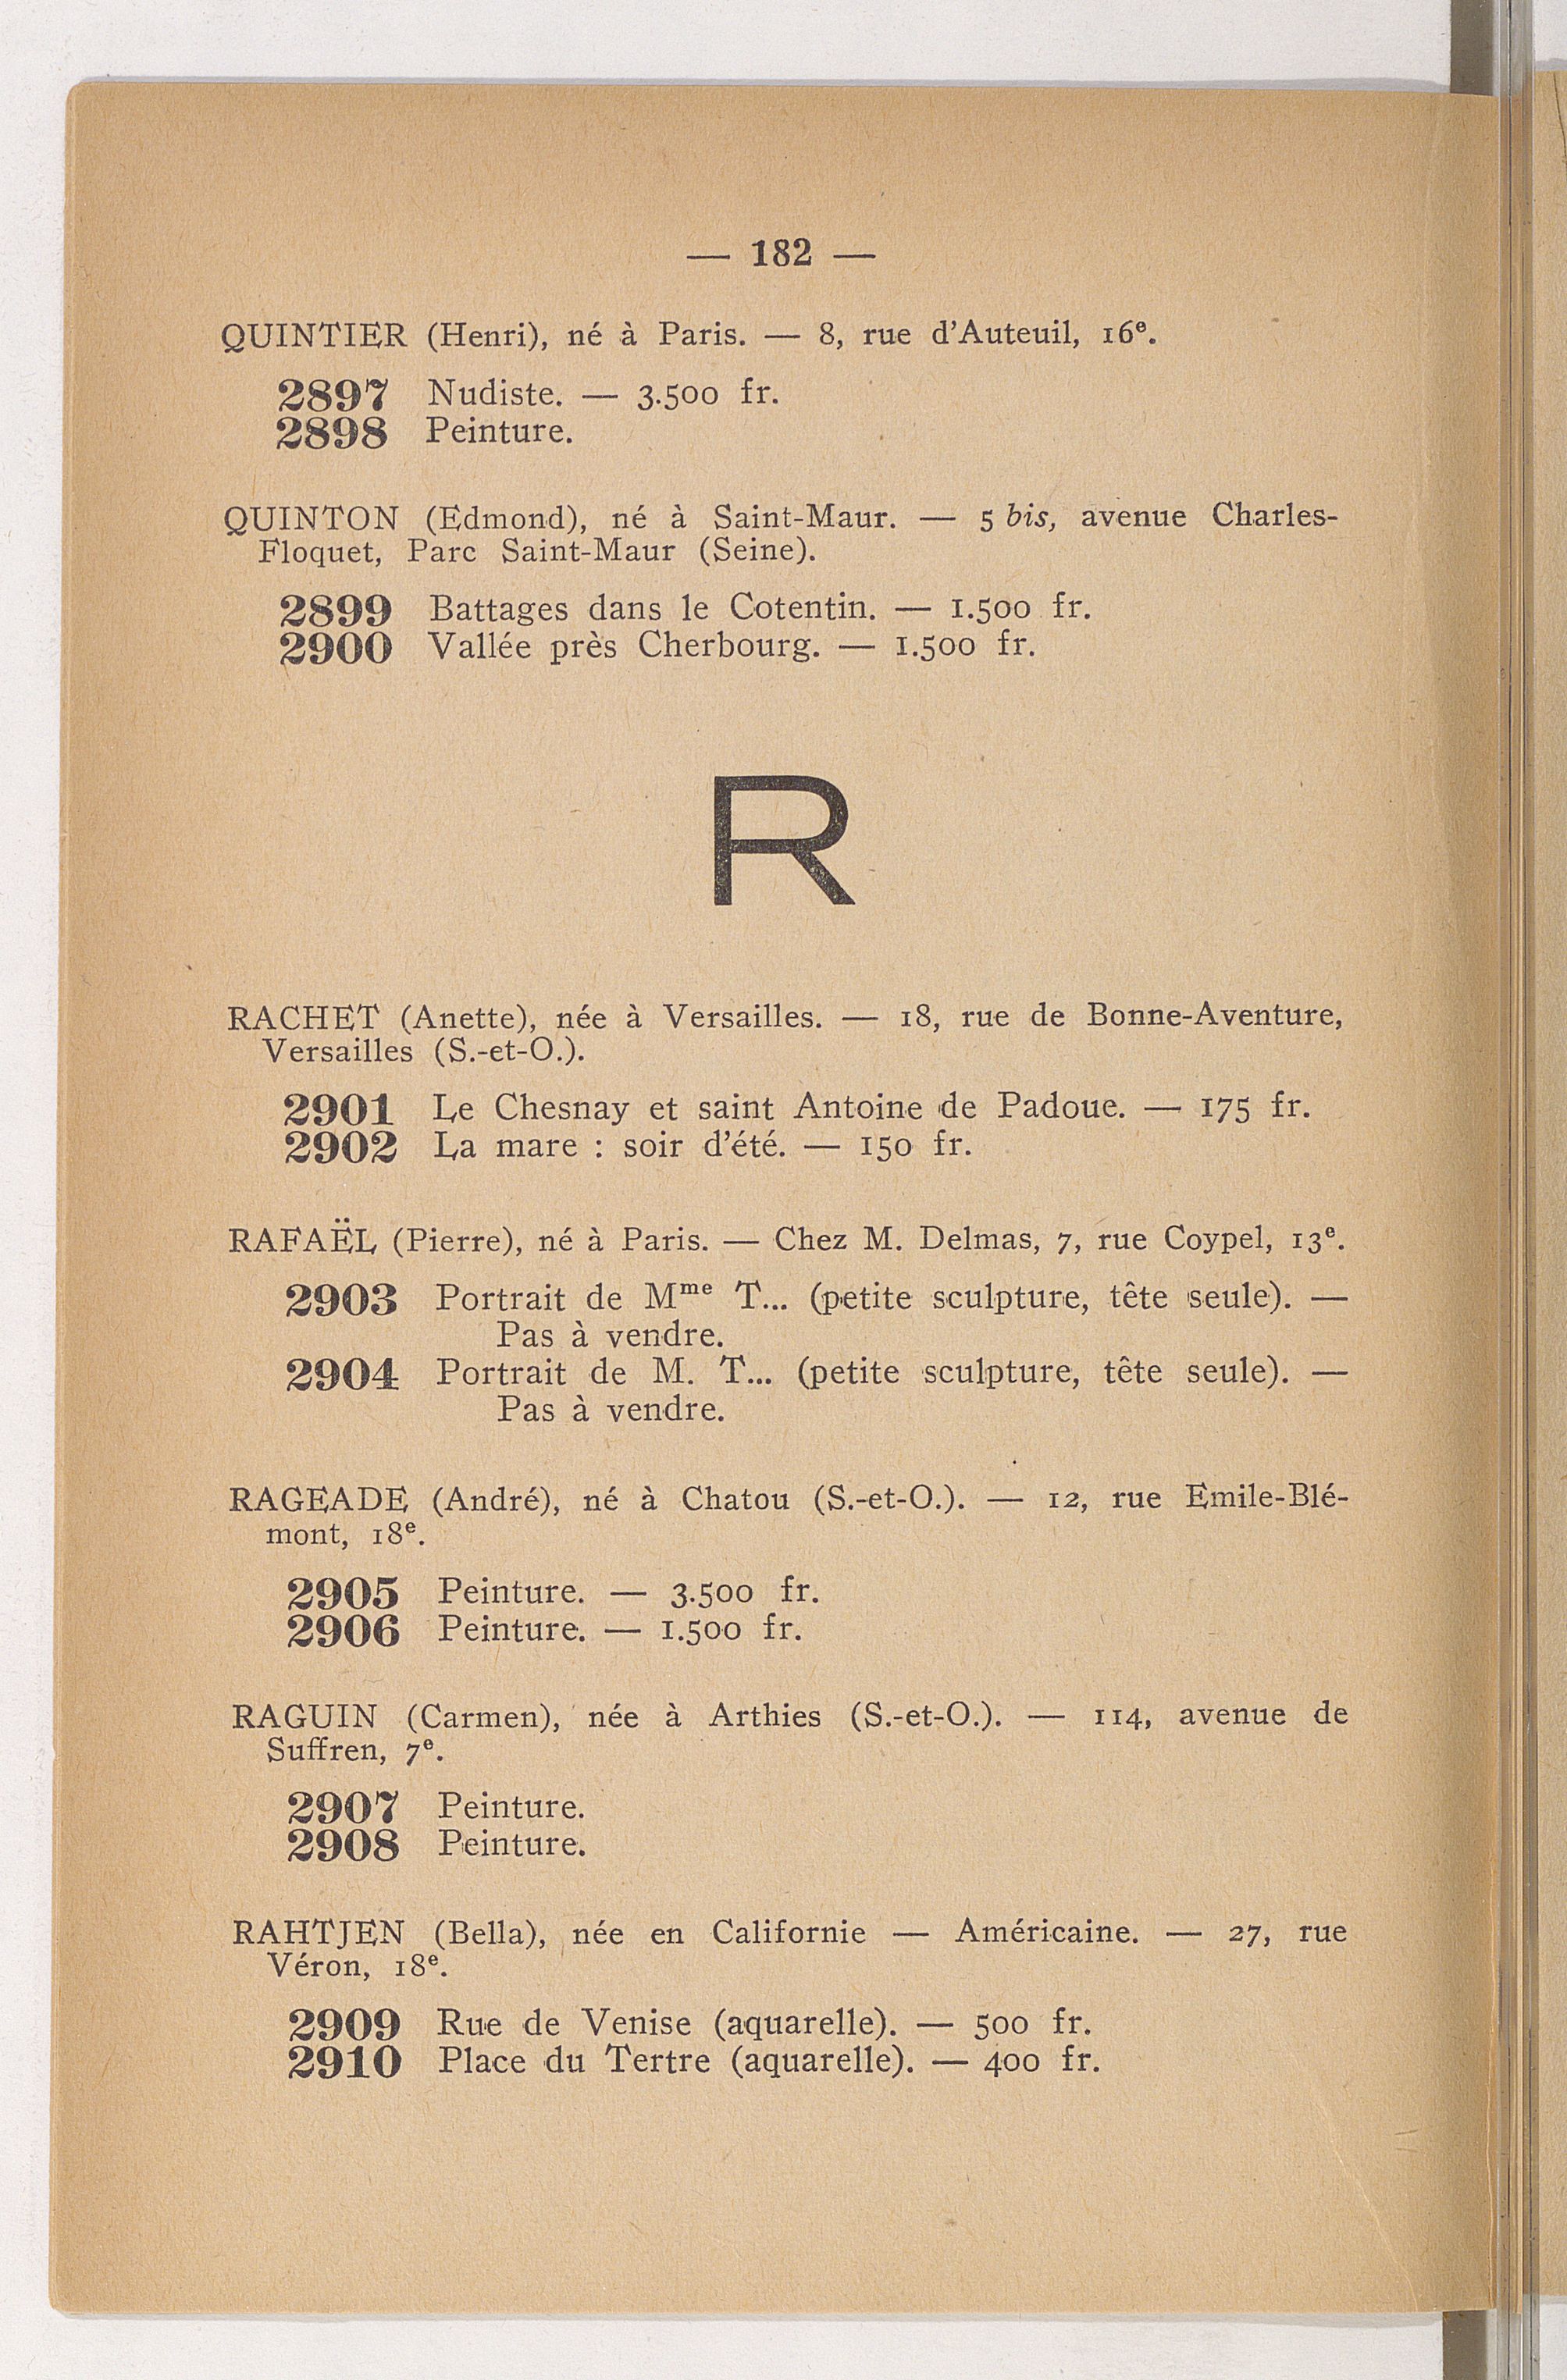 — 182 —
QUINTIER (Henri), né à Paris. — 8, rue d'Auteuil, 16e.
2897 Nudiste. — 3.500 fr.
2898 Peinture.
QUINTON (Edmond), né à Saint-Maur. — 5 bis, avenue Charles-
Floquet, Parc Saint-Maur (Seine).
2899 Battages dans le Cotentin. — 1.500 fr.
2900 Vallée près Cherbourg. — 1.500 fr.
R
RACHET (Anette), née à Versailles. — 18, rue de Bonne-Aventure,
Versailles (S.-et-O.).
2901 Le Chesnay et saint Antoine de Padoue. — 175 fr.
2902 La mare : soir d'été. — 150 fr.
RAFAËL (Pierre), né à Paris. — Chez M. Delmas, 7, rue Coypel, 13e.
2903 Portrait de Mme T... (petite sculpture, tête seule). —
Pas à vendre.
2904 Portrait de M. T... (petite sculpture, tête seule). —
Pas à vendre.
RAGEADE (André), né à Chatou (S.-et-O.). — 12, rue Emile-Blé-
mont, 18e.
2905 Peinture. — 3.500 fr.
2906 Peinture. — 1.500 fr.
RAGUIN (Carmen), née à Arthies (S.-et-O.). — 114, avenue de
Suffren, 7e.
2907 Peinture.
2908 Peinture.
RAHTJEN (Bella), née en Californie — Américaine. — 27, rue
Véron, 18e.
2909 Rue de Venise (aquarelle). — 500 fr.
2910 Place du Tertre (aquarelle). — 400 fr.